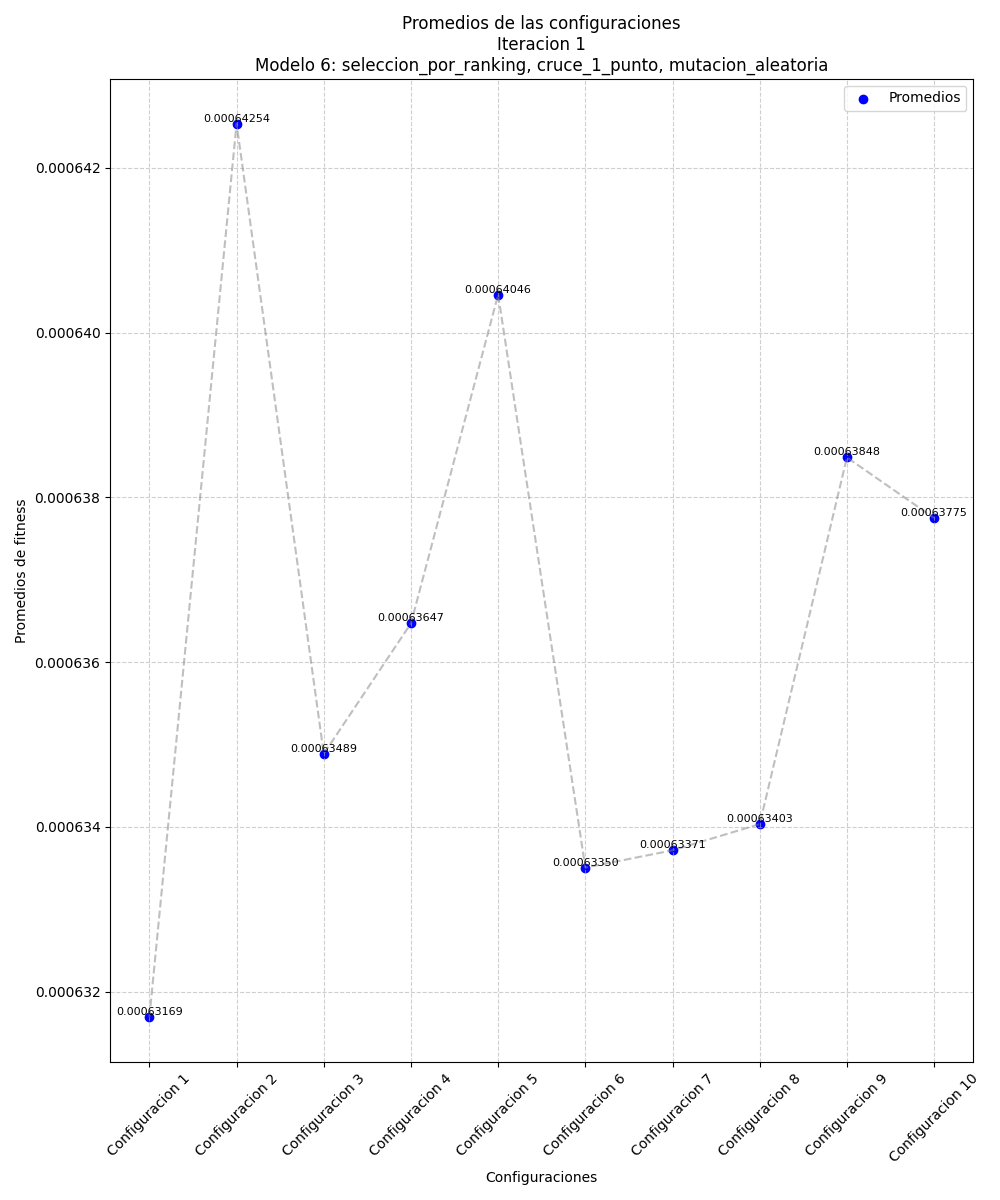 Promedios de las configuraciones
Iteracion 1
Modelo 6: seleccion_por_ranking, cruce_1_punto, mutacion_aleatoria
Promedios
0.00064254
0.000642
0.00064046
0.000640
0.00063848
0.000638
0.00063775
0.00063647
0.000636
0.00063489
0.000634
0.00063403
0.00063371
0.00063350
0.000632
0.00063169
Promedios de fitness
Configuracion 1
Configuracion 2
Configuracion 3
Configuracion 4
Configuracion 5
Configuracion 6
Configuracion 7
Configuracion 8
Configuracion 9
Configuracion 10
Configuraciones